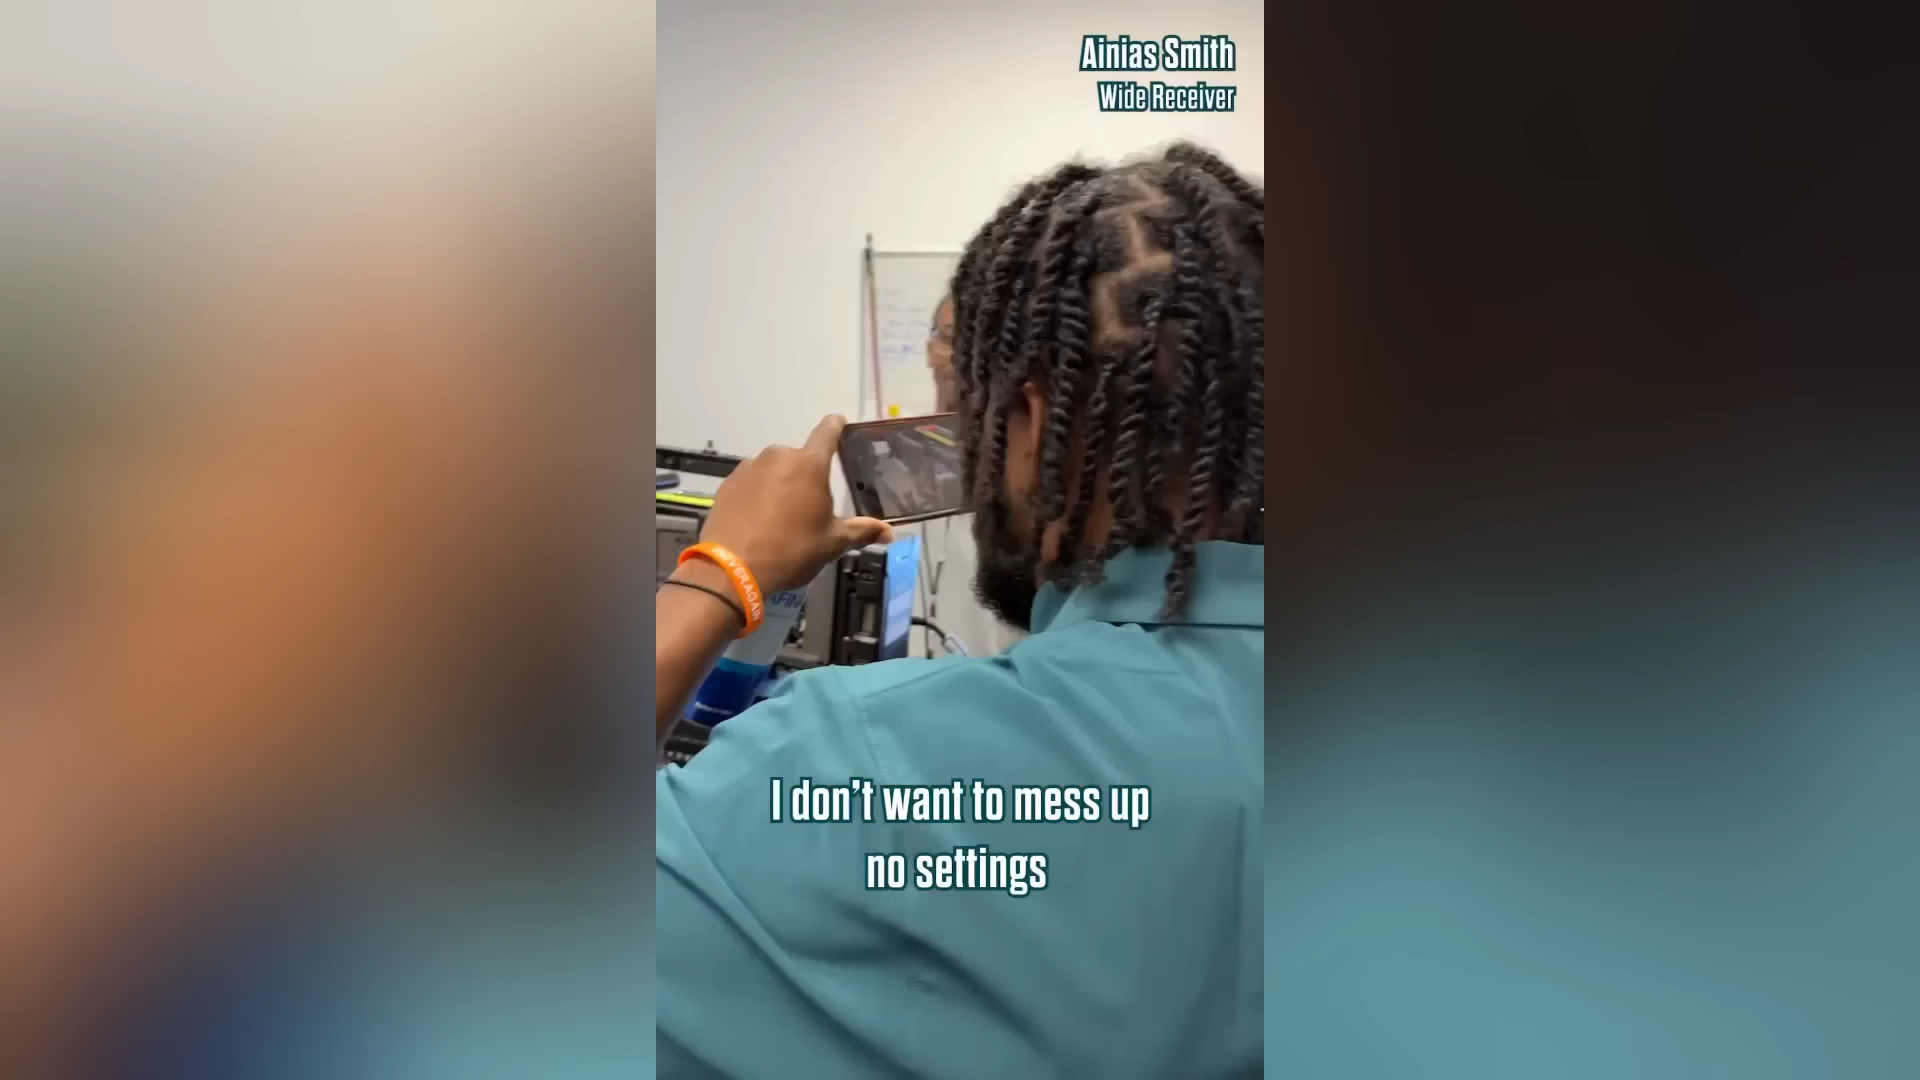 Ainias Smith
Wide Receiver
I don't want to mess up
no settings